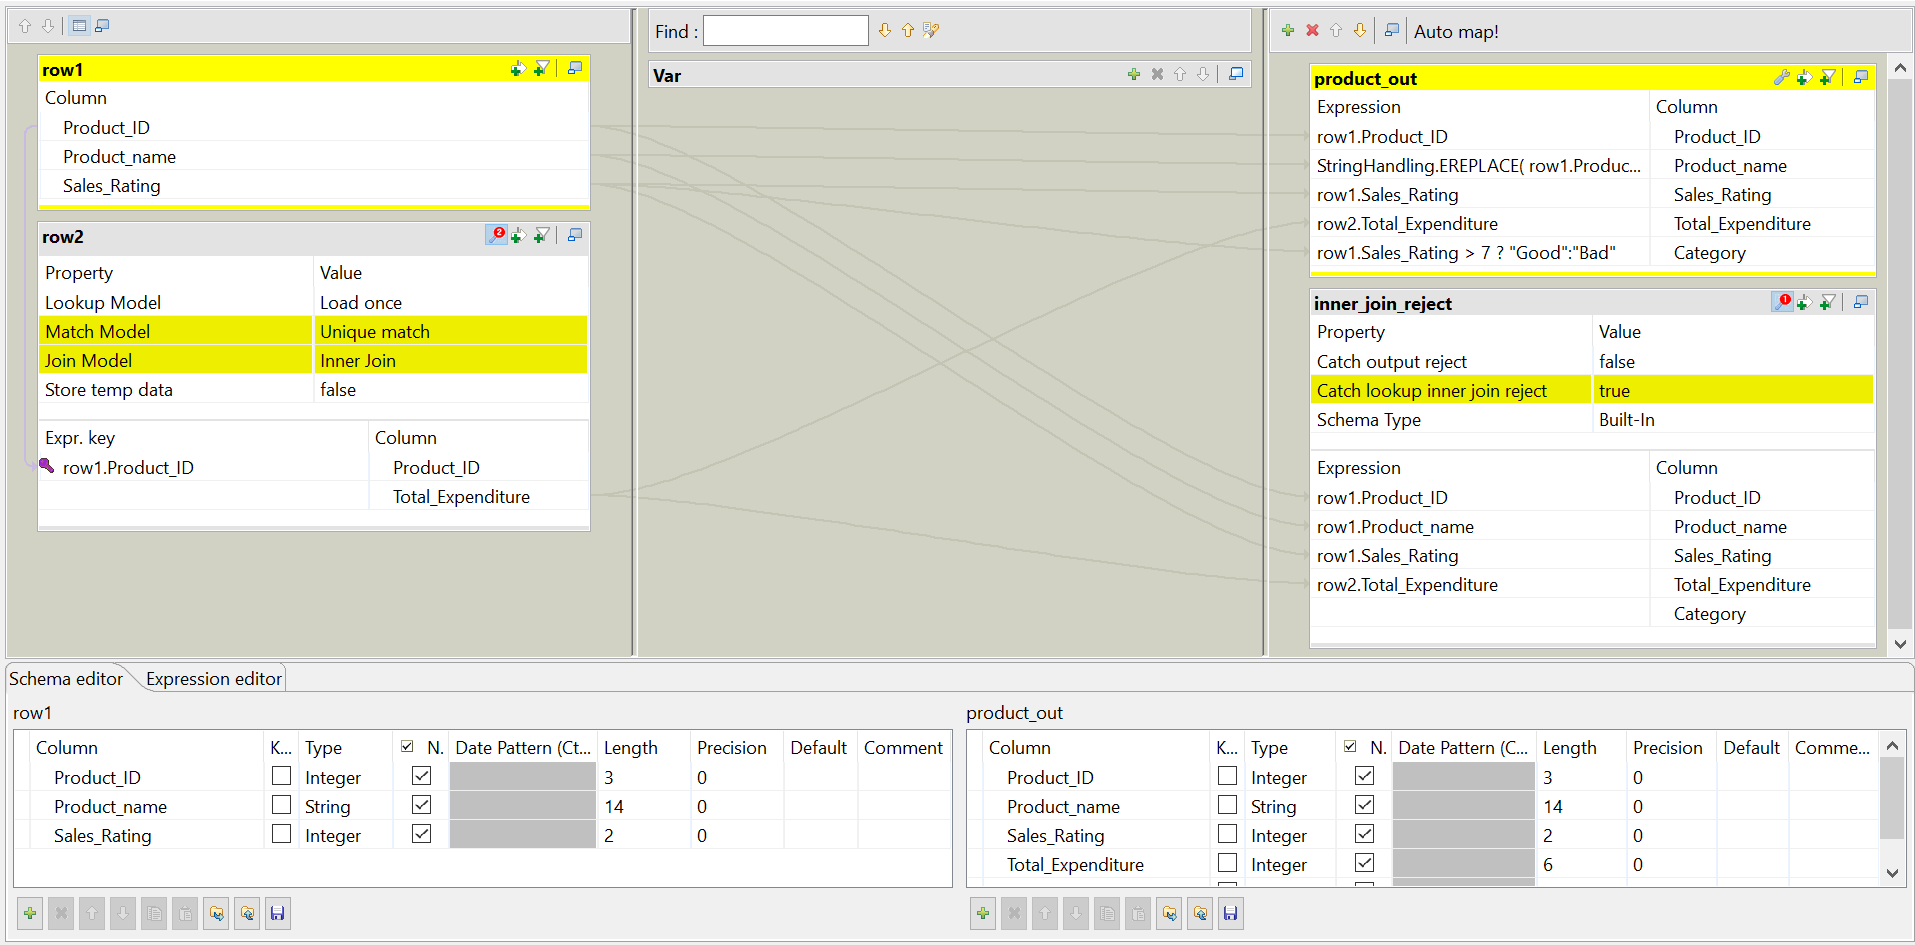 row1
Column
Product_ID
Product_name
Sales_Rating
row2
2
Property Value
Lookup Model Load once
Match Model Unique match
Join Model Inner Join
Store temp data false
Expr. key Column
row1.Product_ID Product_ID
Total_Expenditure
Find :
Var
Auto map!
product_out
Expression Column
row1.Product_ID Product_ID
StringHandling.EREPLACE( row1.Produc... Product_name
row1.Sales_Rating Sales_Rating
row2.Total_Expenditure Total_Expenditure
row1.Sales_Rating > 7 ? "Good":"Bad" Category
inner_join_reject
1
Property Value
Catch output reject false
Catch lookup inner join reject true
Schema Type Built-In
Expression Column
row1.Product_ID Product_ID
row1.Product_name Product_name
row1.Sales_Rating Sales_Rating
row2.Total_Expenditure Total_Expenditure
Category
Schema editor Expression editor
row1
Column K... Type N. Date Pattern (Ct... Length Precision Default Comment
Product_ID Integer 3 0
Product_name String 14 0
Sales_Rating Integer 2 0
product_out
Column K... Type N. Date Pattern (C... Length Precision Default Comme...
Product_ID Integer 3 0
Product_name String 14 0
Sales_Rating Integer 2 0
Total_Expenditure Integer 6 0